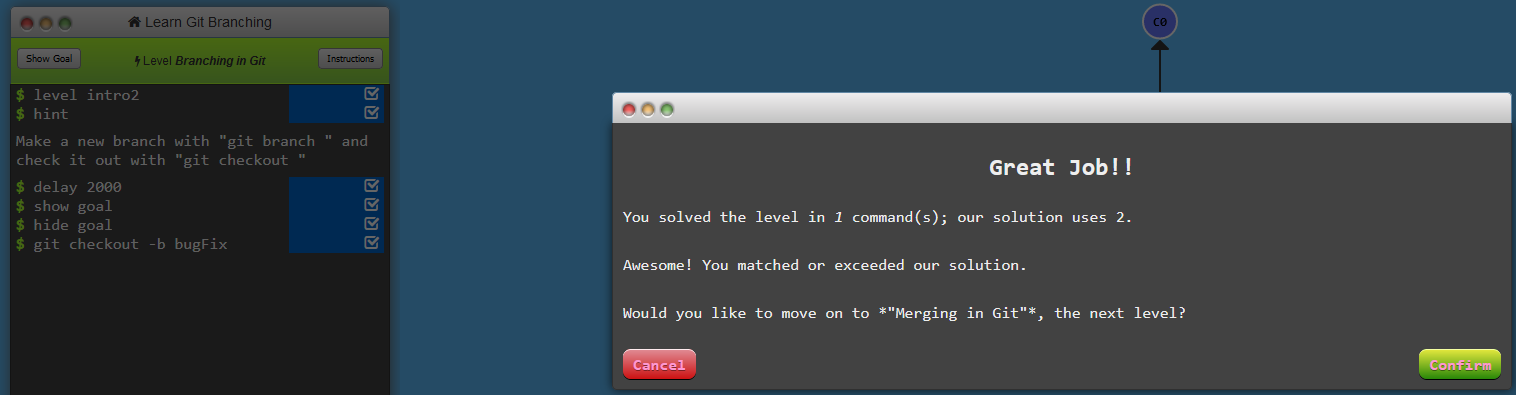 Learn Git Branching
Show Goal
Level Branching in Git
Instructions
$ level intro2
$ hint
Make a new branch with "git branch " and
check it out with "git checkout "
$ delay 2000
$ show goal
$ hide goal
$ git checkout -b bugFix
C0
Great Job!!
You solved the level in 1 command(s); our solution uses 2.
Awesome! You matched or exceeded our solution.
Would you like to move on to *"Merging in Git"*, the next level?
Cancel
Confirm